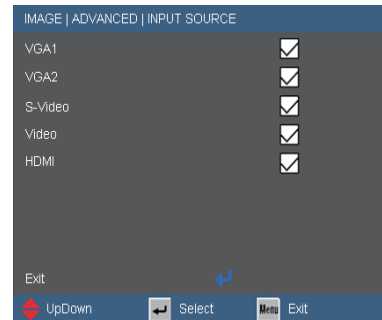 IMAGE | ADVANCED | INPUT SOURCE
VGA1
VGA2
S-Video
Video
HDMI
Exit
UpDown Select Menu Exit